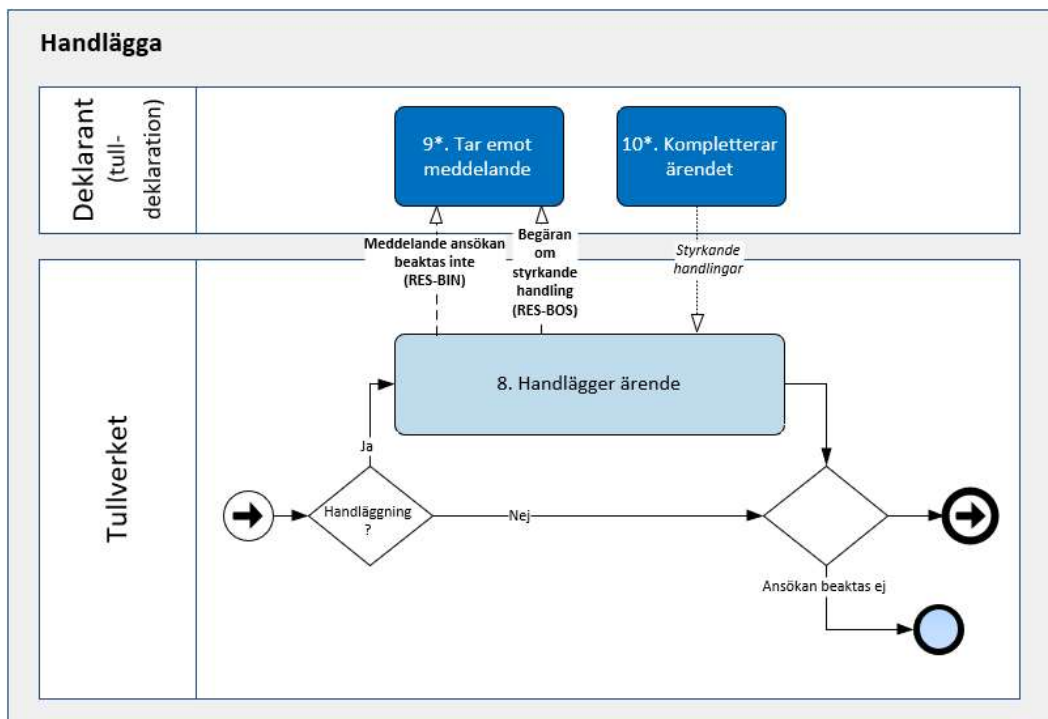 Handlägga
Deklarant
(tull-
deklaration)
9*. Tar emot
meddelande
10*. Kompletterar
ärendet
Meddelande ansökan
beaktas inte
(RES-BIN)
Begäran
om
styrkande
handling
(RES-BOS)
Styrkande
handlingar
Tullverket
8. Handlägger ärende
Ja
Handläggning
?
Nej
Ansökan beaktas ej